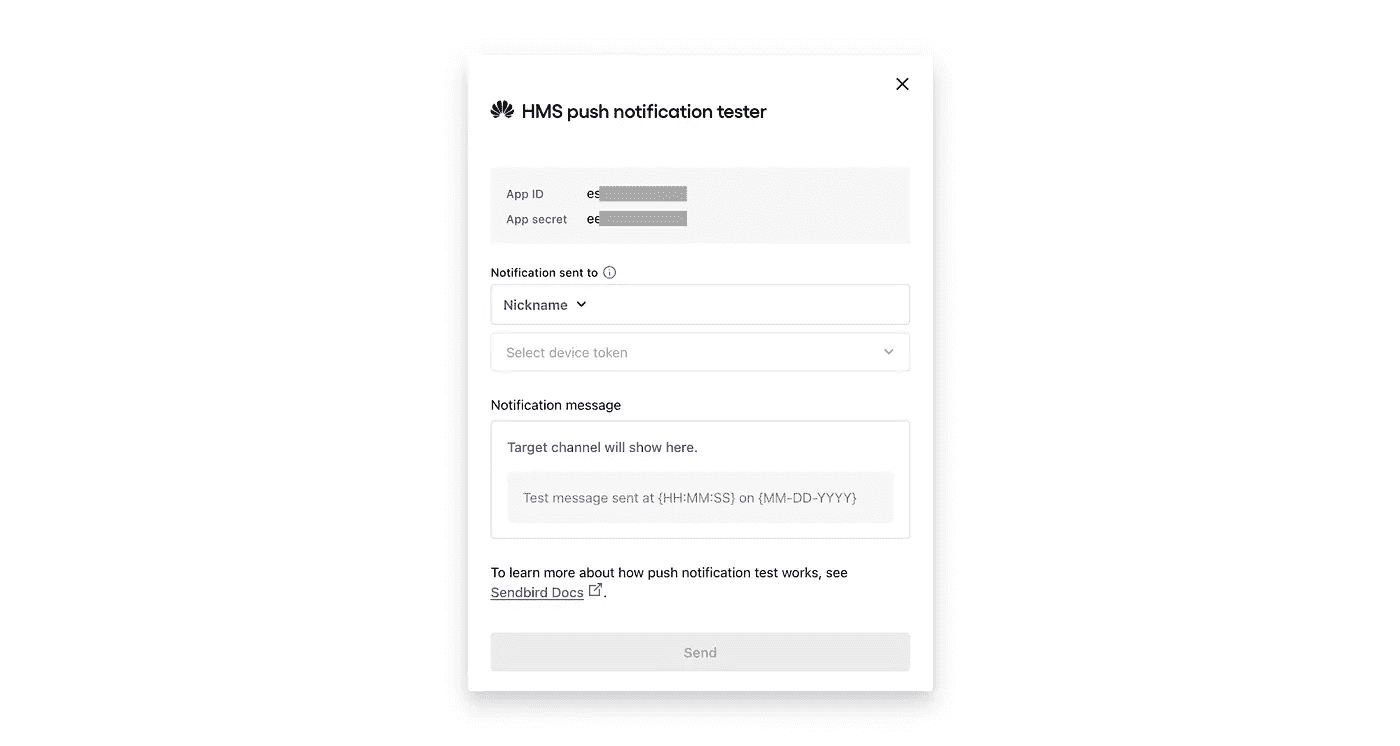 HMS push notification tester
App ID es
App secret ee
Notification sent to
Nickname
Select device token
Notification message
Target channel will show here.
Test message sent at {HH:MM:SS} on {MM-DD-YYYY}
To learn more about how push notification test works, see
Sendbird Docs .
Send